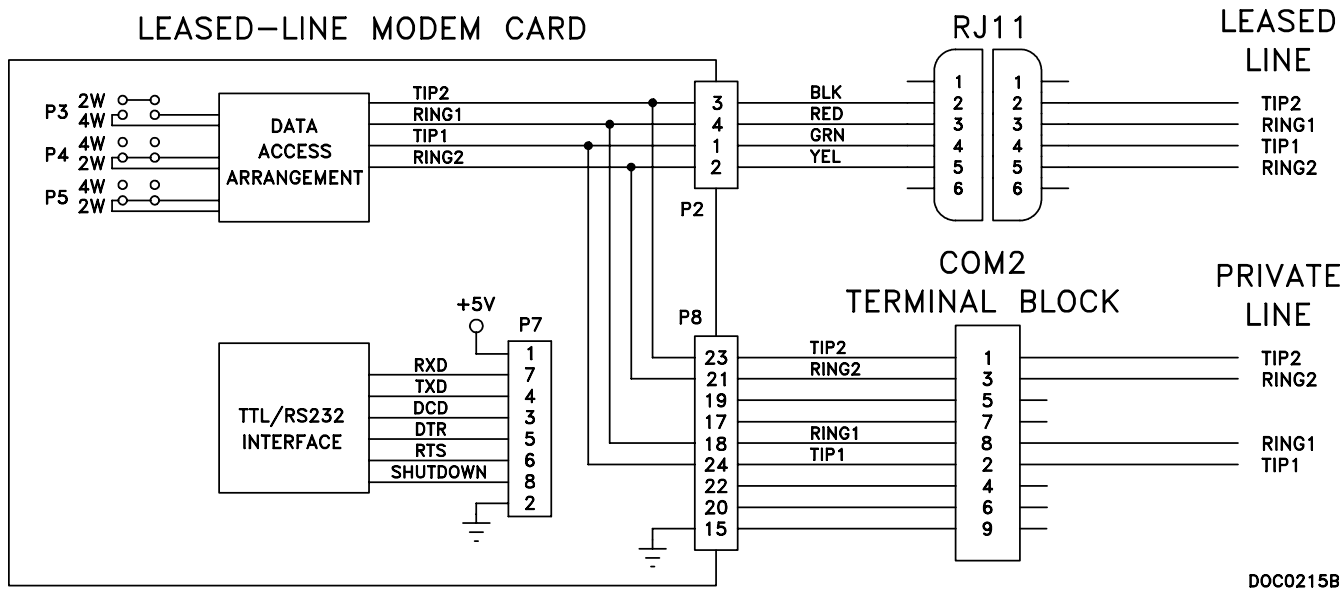 LEASED-LINE MODEM CARD
RJ11
LEASED
LINE
P3
2W
4W
P4
4W
2W
P5
4W
2W
DATA
ACCESS
ARRANGEMENT
TIP2
RING1
TIP1
RING2
3
4
1
2
P2
BLK
RED
GRN
YEL
1
2
3
4
5
6
1
2
3
4
5
6
TIP2
RING1
TIP1
RING2
COM2
TERMINAL BLOCK
PRIVATE
LINE
+5V
P7
TTL/RS232
INTERFACE
RXD
TXD
DCD
DTR
RTS
SHUTDOWN
1
7
4
3
5
6
8
2
P8
23
21
19
17
18
24
22
20
15
TIP2
RING2
RING1
TIP1
1
3
5
7
8
2
4
6
9
TIP2
RING2
RING1
TIP1
DOC0215B